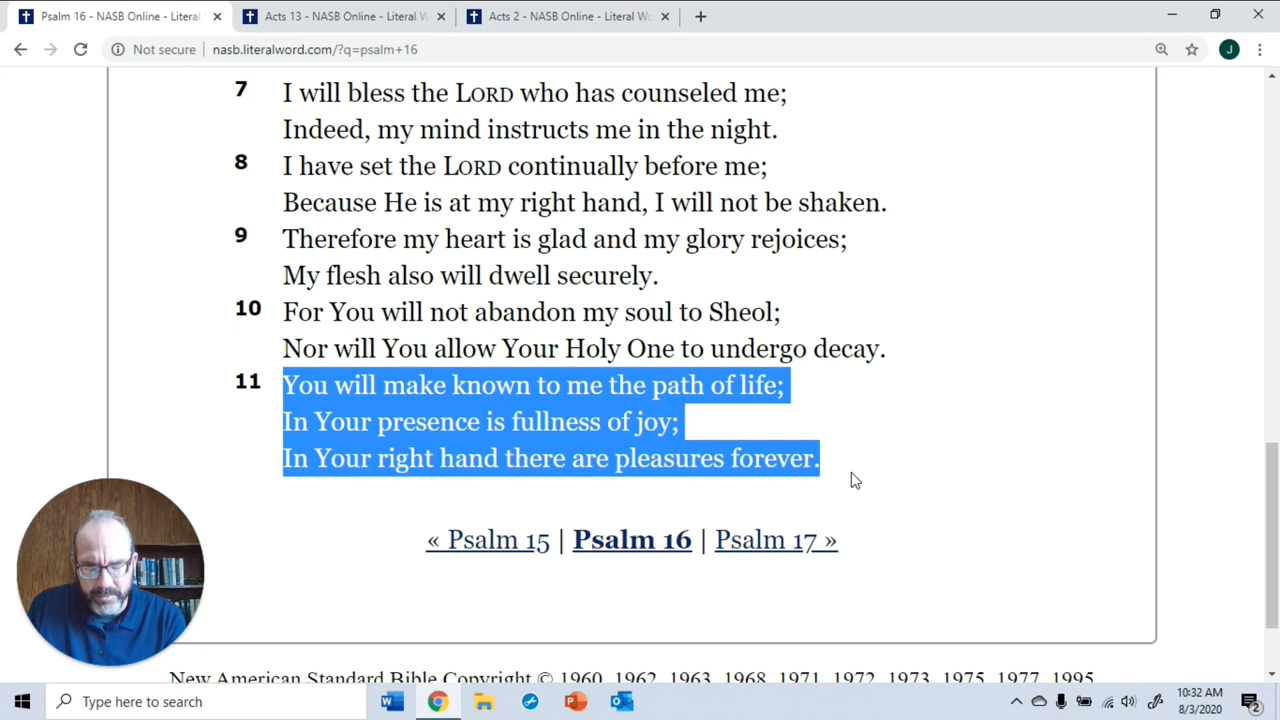 Psalm 16 - NASB Online - Literal
Acts 13 - NASB Online - Literal W
Acts 2 - NASB Online - Literal Wo
Not secure | nasb.literalword.com/?q=psalm+16
J
7 I will bless the LORD who has counseled me;
Indeed, my mind instructs me in the night.
8 I have set the LORD continually before me;
Because He is at my right hand, I will not be shaken.
9 Therefore my heart is glad and my glory rejoices;
My flesh also will dwell securely.
10 For You will not abandon my soul to Sheol;
Nor will You allow Your Holy One to undergo decay.
11 You will make known to me the path of life;
In Your presence is fullness of joy;
In Your right hand there are pleasures forever.
« Psalm 15 | Psalm 16 | Psalm 17 »
New American Standard Bible Copyright © 1960, 1962, 1963, 1968, 1971, 1972, 1973, 1975, 1977, 1995
Type here to search
10:32 AM
8/3/2020
2